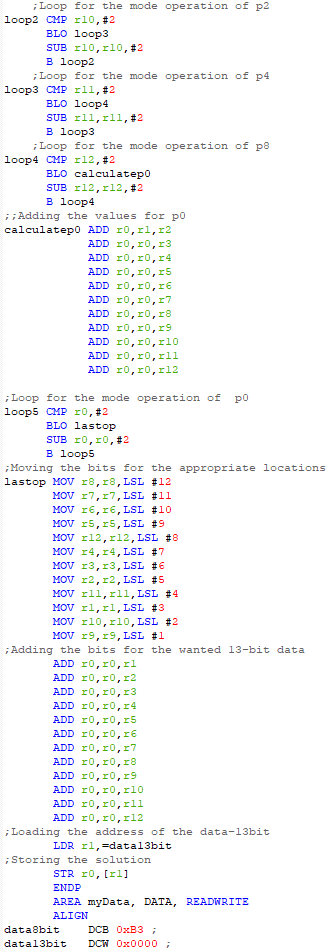 ;Loop for the mode operation of p2
loop2 CMP r10,#2
BLO loop3
SUB r10,r10,#2
B loop2
;Loop for the mode operation of p4
loop3 CMP r11,#2
BLO loop4
SUB r11,r11,#2
B loop3
;Loop for the mode operation of p8
loop4 CMP r12,#2
BLO calculatep0
SUB r12,r12,#2
B loop4
;;Adding the values for p0
calculatep0 ADD r0,r1,r2
ADD r0,r0,r3
ADD r0,r0,r4
ADD r0,r0,r5
ADD r0,r0,r6
ADD r0,r0,r7
ADD r0,r0,r8
ADD r0,r0,r9
ADD r0,r0,r10
ADD r0,r0,r11
ADD r0,r0,r12
;Loop for the mode operation of  p0
loop5 CMP r0,#2
BLO lastop
SUB r0,r0,#2
B loop5
;Moving the bits for the appropriate locations
lastop MOV r8,r8,LSL #12
MOV r7,r7,LSL #11
MOV r6,r6,LSL #10
MOV r5,r5,LSL #9
MOV r12,r12,LSL #8
MOV r4,r4,LSL #7
MOV r3,r3,LSL #6
MOV r2,r2,LSL #5
MOV r11,r11,LSL #4
MOV r1,r1,LSL #3
MOV r10,r10,LSL #2
MOV r9,r9,LSL #1
;Adding the bits for the wanted 13-bit data
ADD r0,r0,r1
ADD r0,r0,r2
ADD r0,r0,r3
ADD r0,r0,r4
ADD r0,r0,r5
ADD r0,r0,r6
ADD r0,r0,r7
ADD r0,r0,r8
ADD r0,r0,r9
ADD r0,r0,r10
ADD r0,r0,r11
ADD r0,r0,r12
;Loading the address of the data-13bit
LDR r1,=data13bit
;Storing the solution
STR r0,[r1]
ENDP
AREA myData, DATA, READWRITE
ALIGN
data8bit DCB 0xB3 ;
data13bit DCW 0x0000 ;